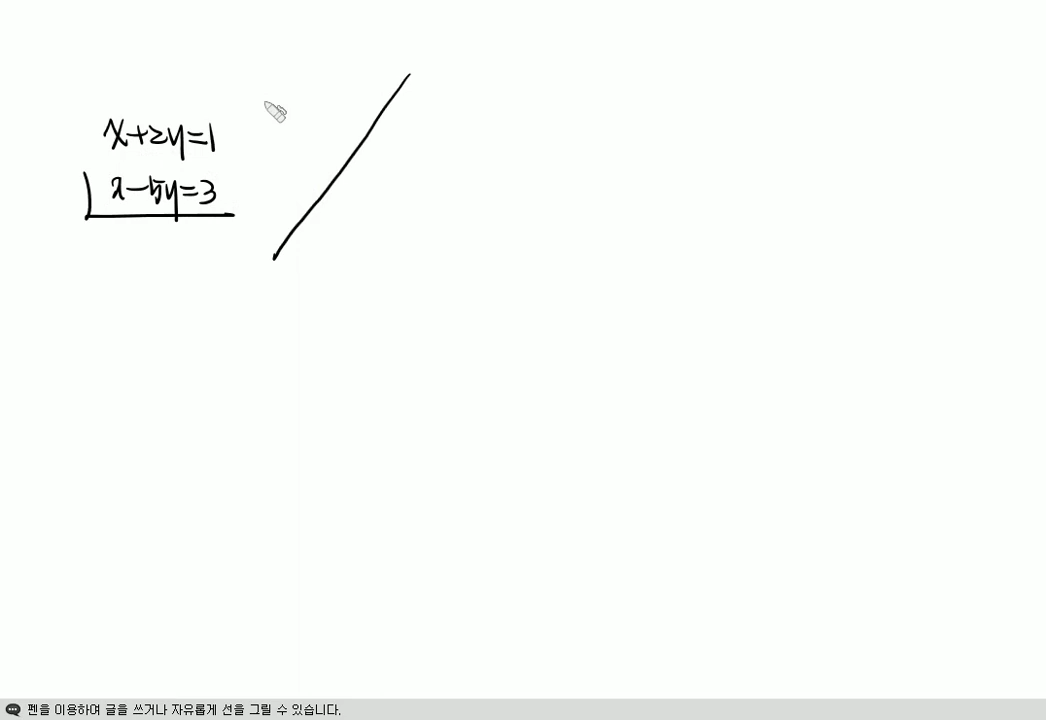 x+2y=1
x-5y=3
펜을 이용하여 글을 쓰거나 자유롭게 선을 그릴 수 있습니다.